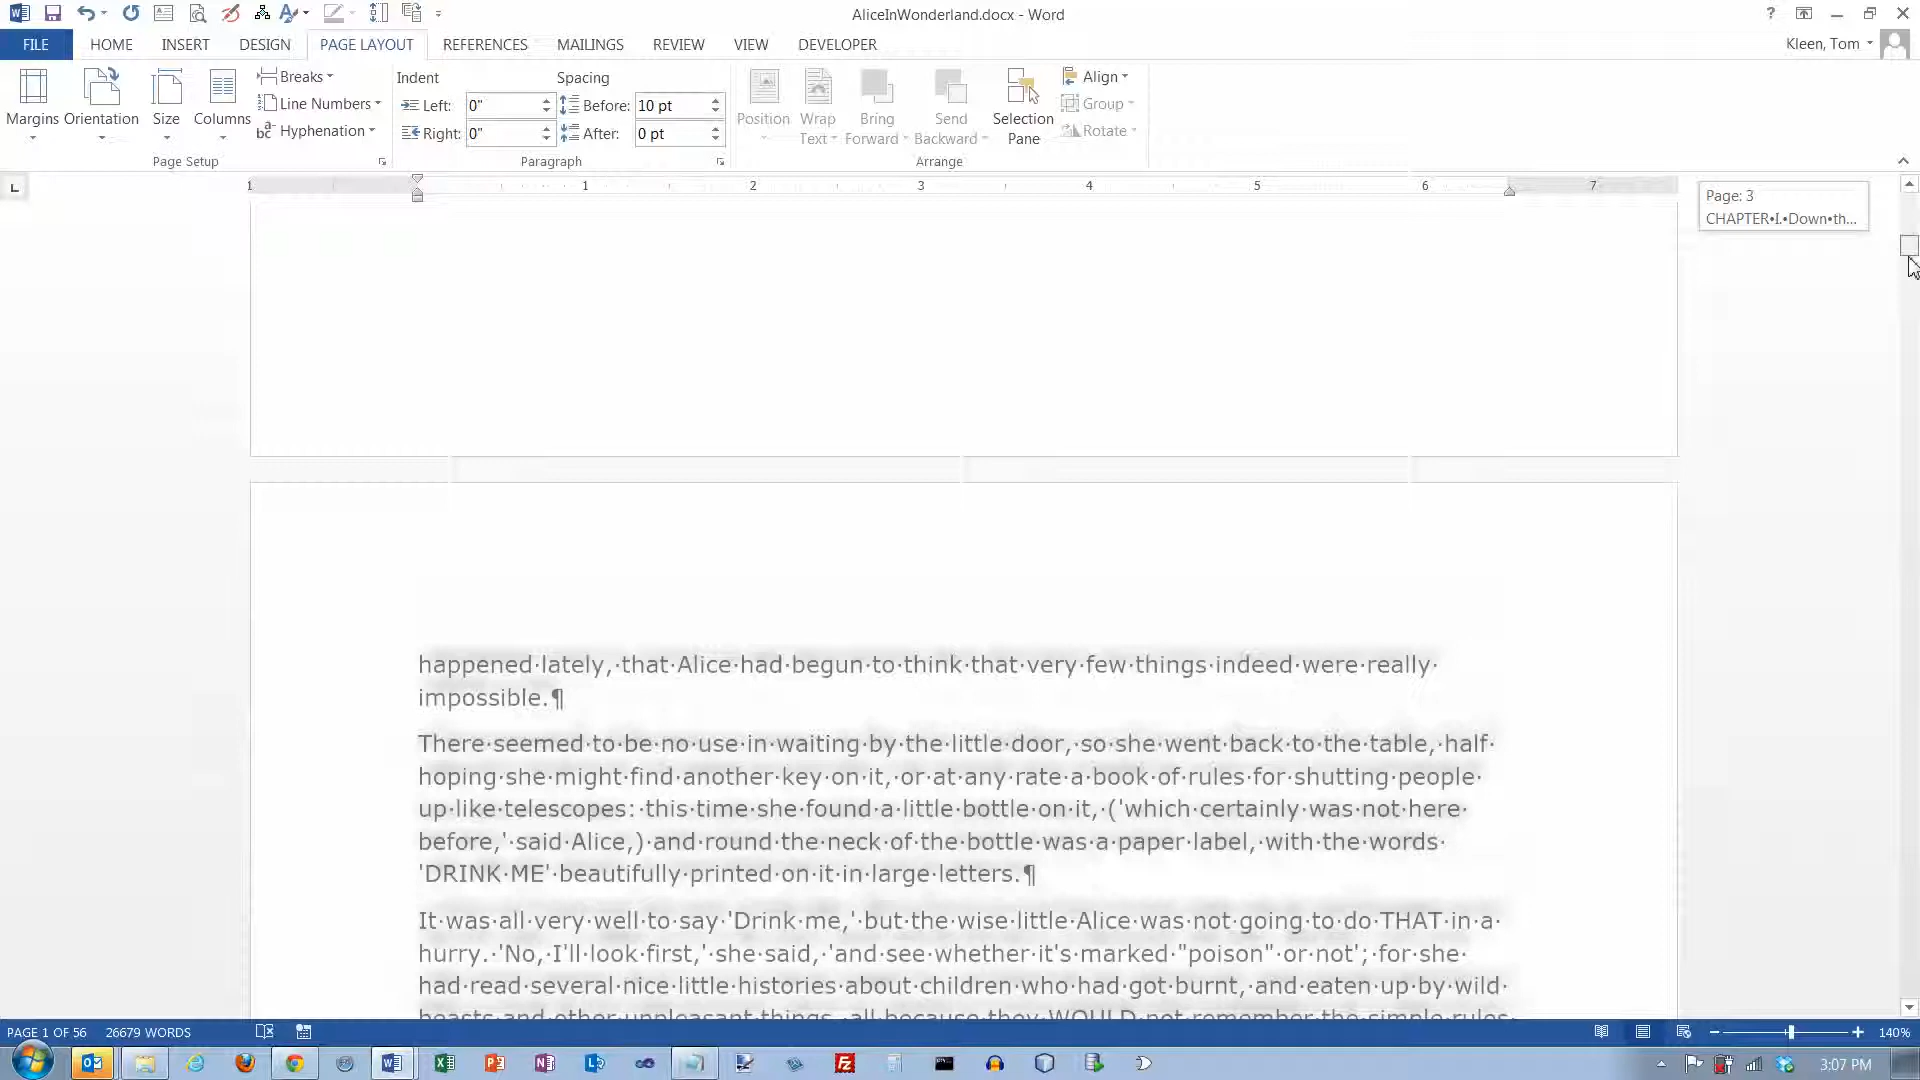 AliceInWonderland.docx - Word
FILE HOME INSERT DESIGN PAGE LAYOUT REFERENCES MAILINGS REVIEW VIEW DEVELOPER Kleen, Tom
Margins Orientation Size Columns
Breaks
Line Numbers
Hyphenation
Page Setup
Indent Spacing
Left: 0" Before: 10 pt
Right: 0" After: 0 pt
Paragraph
Position
Wrap Text
Bring Forward
Send Backward
Selection Pane
Align
Group
Rotate
Arrange
L
1 1 2 3 4 5 6 7
Page: 3
CHAPTER•I.•Down•th...
happened·lately,·that·Alice·had·begun·to·think·that·very·few·things·indeed·were·really·
impossible.¶
There·seemed·to·be·no·use·in·waiting·by·the·little·door,·so·she·went·back·to·the·table,·half·
hoping·she·might·find·another·key·on·it,·or·at·any·rate·a·book·of·rules·for·shutting·people·
up·like·telescopes:·this·time·she·found·a·little·bottle·on·it,·('which·certainly·was·not·here·
before,'·said·Alice,)·and·round·the·neck·of·the·bottle·was·a·paper·label,·with·the·words·
'DRINK·ME'·beautifully·printed·on·it·in·large·letters.¶
It·was·all·very·well·to·say·'Drink·me,'·but·the·wise·little·Alice·was·not·going·to·do·THAT·in·a·
hurry.·'No,·I'll·look·first,'·she·said,·'and·see·whether·it's·marked·"poison"·or·not';·for·she·
had·read·several·nice·little·histories·about·children·who·had·got·burnt,·and·eaten·up·by·wild·
beasts·and·other·unpleasant·things,·all·because·they·WOULD·not·remember·the·simple·rules·
PAGE 1 OF 56 26679 WORDS 140%
3:07 PM